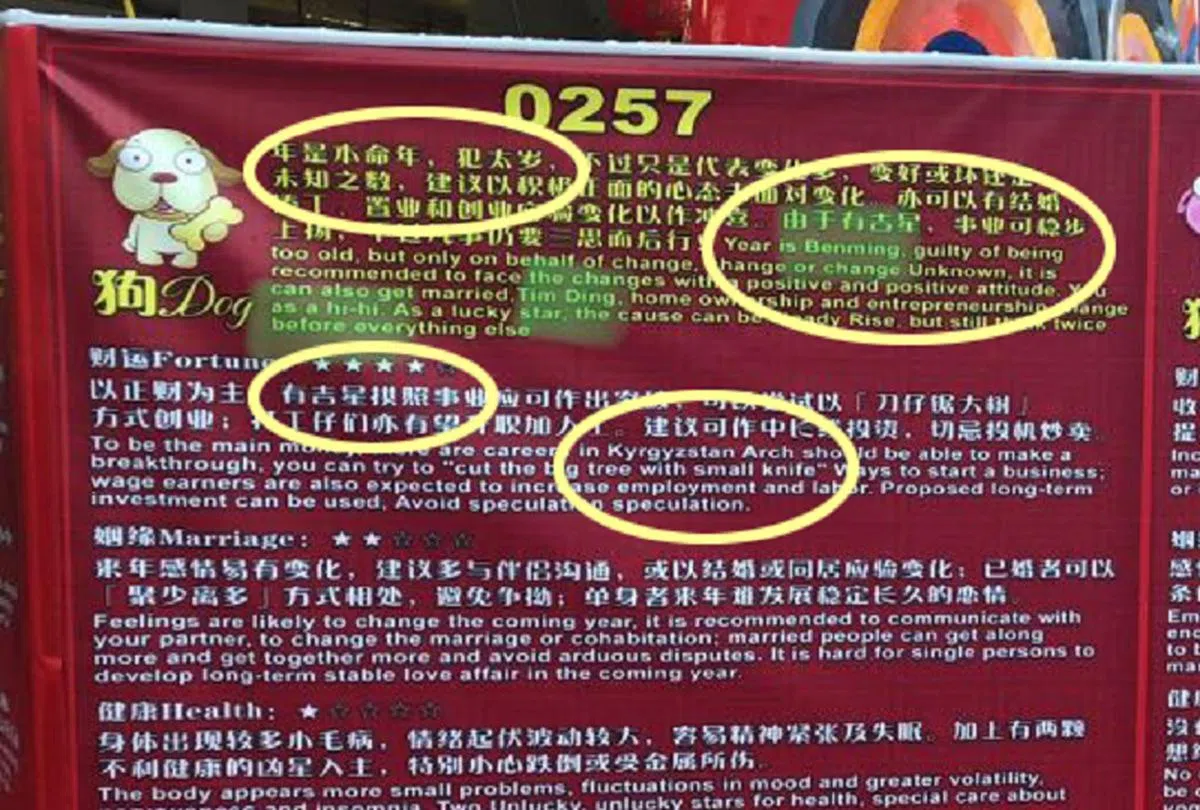 0257
年是本命年，犯太岁，不过只是代表变化
变好或坏还是
未知之数，建议以积极正面的心态去面对变化
亦可以有结婚
置业和创业应验变化以作冲喜
由于有吉星，事业可稳步
上扬，
事仍要三思而后行！Year is Benming, guilty of being
too old, but only on behalf of change, change or change Unknown, it is
recommended to face the changes with a positive and positive attitude. You
can also get married Tim Ding, home ownership and entrepreneurship change
as a hi-hi. As a lucky star, the cause can be steady Rise, but still think twice
before everything else
狗 Dog
财运Fortune ★★★★☆
以正财为主
有吉星拱照事业应可作出突破，可以尝试以「刀仔锯大树」
方式创业；打工仔们亦有望升职加人工。建议可作中长线投资，切忌投机炒卖.
To be the main money are career in Kyrgyzstan Arch should be able to make a
breakthrough, you can try to "cut the big tree with small knife" Ways to start a business;
wage earners are also expected to increase employment and labor. Proposed long-term
investment can be used, Avoid speculation speculation.
姻缘Marriage: ★★☆☆☆
来年感情易有变化，建议多与伴侣沟通，或以结婚或同居应验变化；已婚者可以
「聚少离多」方式相处，避免争拗；单身者来年难发展稳定长久的恋情.
Feelings are likely to change the coming year, it is recommended to communicate with
your partner, to change the marriage or cohabitation; married people can get along
more and get together more and avoid arduous disputes. It is hard for single persons to
develop long-term stable love affair in the coming year.
健康Health: ★☆☆☆☆
身体出现较多小毛病，情绪起伏波动较大，容易精神紧张及失眠。加上有两颗
不利健康的凶星入主，特别小心跌倒或受金属所伤.
The body appears more small problems, fluctuations in mood and greater volatility,
nervousness and insomnia. Two Unlucky, unlucky stars for health, special care about